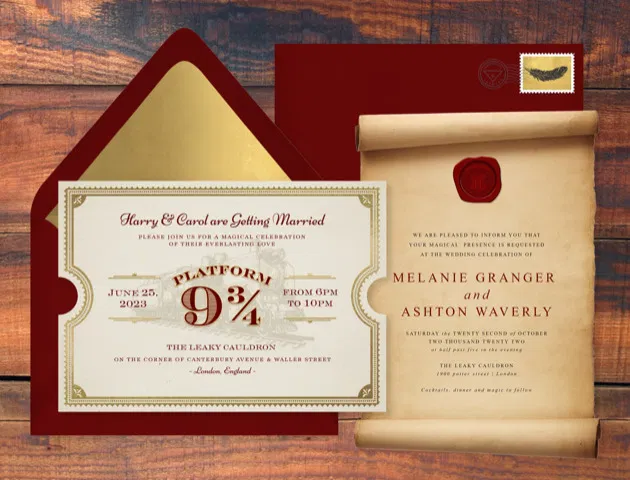 Harry & Carol are Getting Married
PLEASE JOIN US FOR A MAGICAL CELEBRATION
OF THEIR EVERLASTING LOVE
PLATFORM
JUNE 25,
2023
9 3/4
FROM 6PM
TO 10PM
THE LEAKY CAULDRON
ON THE CORNER OF CANTERBURY AVENUE & WALLER STREET
- London, England -
WE ARE PLEASED TO INFORM YOU THAT
YOUR MAGICAL PRESENCE IS REQUESTED
AT THE WEDDING CELEBRATION OF
MELANIE GRANGER
and
ASHTON WAVERLY
SATURDAY the TWENTY SECOND of OCTOBER
TWO THOUSAND TWENTY TWO
at half past five in the evening
THE LEAKY CAULDRON
1000 potter street | London
Cocktails, dinner and magic to follow